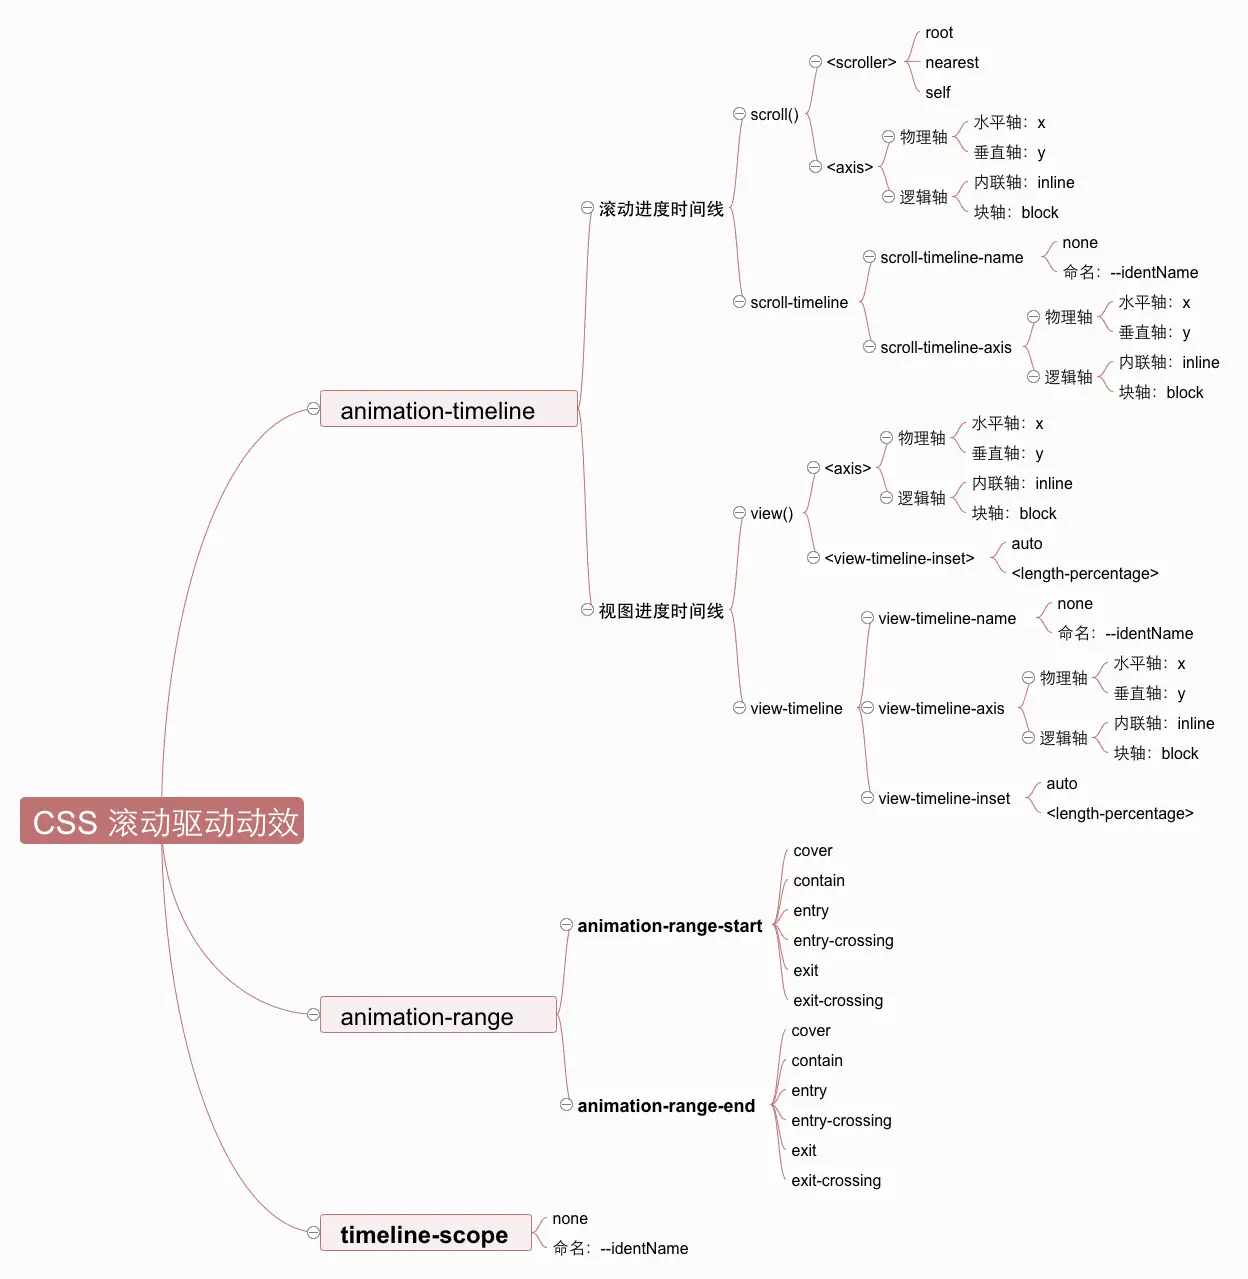 CSS 滚动驱动动效
animation-timeline
滚动进度时间线
scroll()
<scroller>
root
nearest
self
<axis>
物理轴
水平轴：x
垂直轴：y
逻辑轴
内联轴：inline
块轴：block
scroll-timeline
scroll-timeline-name
none
命名：--identName
scroll-timeline-axis
物理轴
水平轴：x
垂直轴：y
逻辑轴
内联轴：inline
块轴：block
视图进度时间线
view()
<axis>
物理轴
水平轴：x
垂直轴：y
逻辑轴
内联轴：inline
块轴：block
<view-timeline-inset>
auto
<length-percentage>
view-timeline
view-timeline-name
none
命名：--identName
view-timeline-axis
物理轴
水平轴：x
垂直轴：y
逻辑轴
内联轴：inline
块轴：block
view-timeline-inset
auto
<length-percentage>
animation-range
animation-range-start
cover
contain
entry
entry-crossing
exit
exit-crossing
animation-range-end
cover
contain
entry
entry-crossing
exit
exit-crossing
timeline-scope
none
命名：--identName